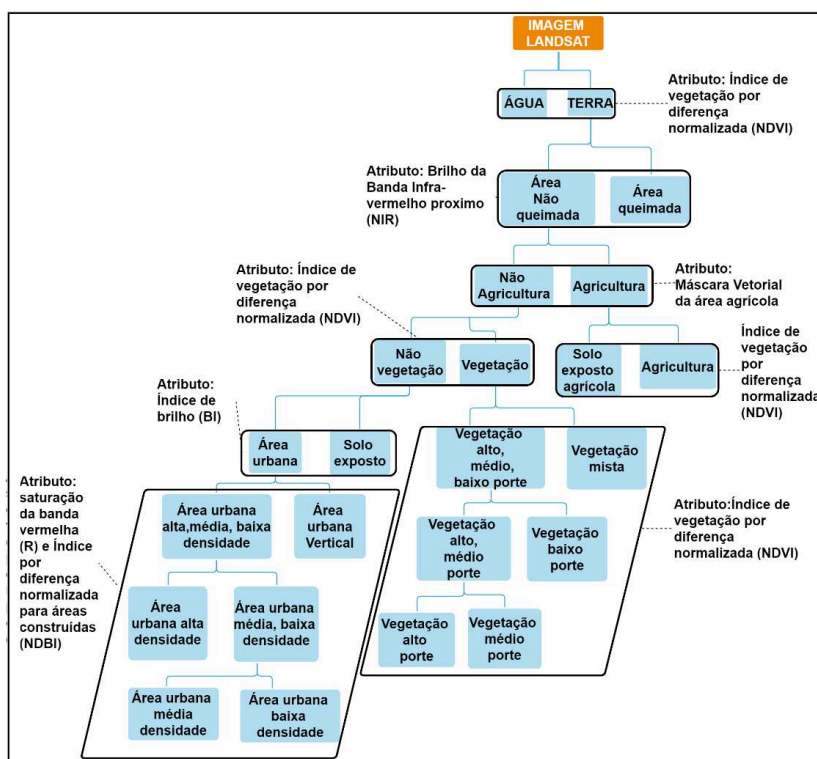 IMAGEM
LANDSAT
ÁGUA
TERRA
Atributo: Índice de
vegetação por
diferença
normalizada (NDVI)
Atributo: Brilho da
Banda Infra-
vermelho proximo
(NIR)
Área
Não
queimada
Área
queimada
Atributo: Índice de
vegetação por
diferença
normalizada (NDVI)
Não
Agricultura
Agricultura
Atributo:
Máscara Vetorial
da área agrícola
Não
vegetação
Vegetação
Solo
exposto
agrícola
Agricultura
Índice de
vegetação
por
diferença
normalizada
(NDVI)
Atributo:
Índice de
brilho (BI)
Área
urbana
Solo
exposto
Vegetação
alto,
médio,
baixo porte
Vegetação
mista
Atributo:
saturação
da banda
vermelha
(R) e Índice
por
diferença
normalizada
para áreas
construídas
(NDBI)
Área urbana
alta,média, baixa
densidade
Área
urbana
Vertical
Vegetação
alto,
médio
porte
Vegetação
baixo
porte
Atributo:Índice de
vegetação por
diferença
normalizada (NDVI)
Área
urbana alta
densidade
Área urbana
média, baixa
densidade
Vegetação
alto
porte
Vegetação
médio
porte
Área urbana
média
densidade
Área urbana
baixa
densidade